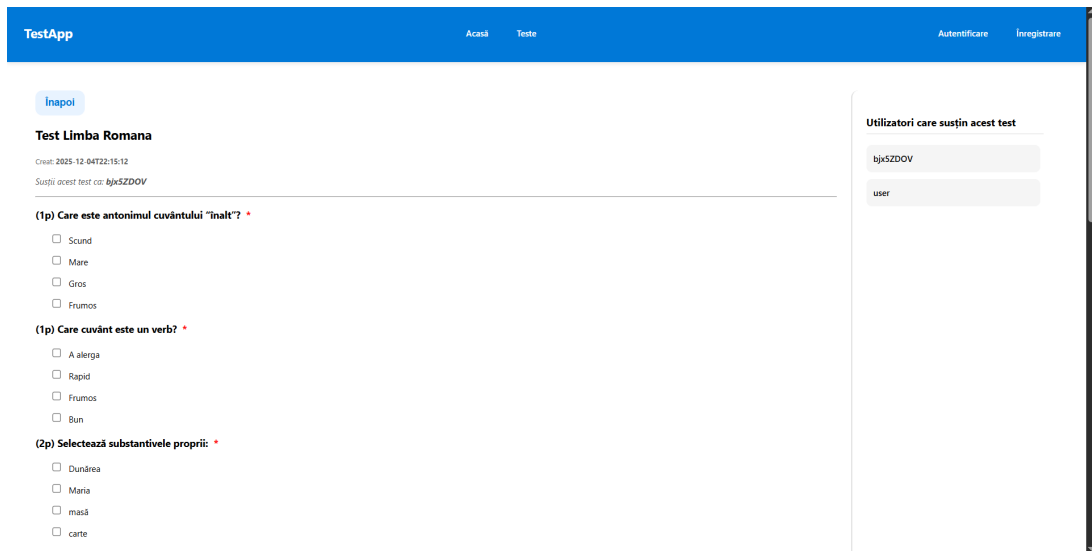 TestApp
Acasă
Teste
Autentificare
Înregistrare
Înapoi
Test Limba Romana
Creat: 2025-12-04T22:15:12
Susții acest test ca: bjx5ZDOV
(1p) Care este antonimul cuvântului “înalt”? *
Scund
Mare
Gros
Frumos
(1p) Care cuvânt este un verb? *
A alerga
Rapid
Frumos
Bun
(2p) Selectează substantivele proprii: *
Dunărea
Maria
masă
carte
Utilizatori care susțin acest test
bjx5ZDOV
user